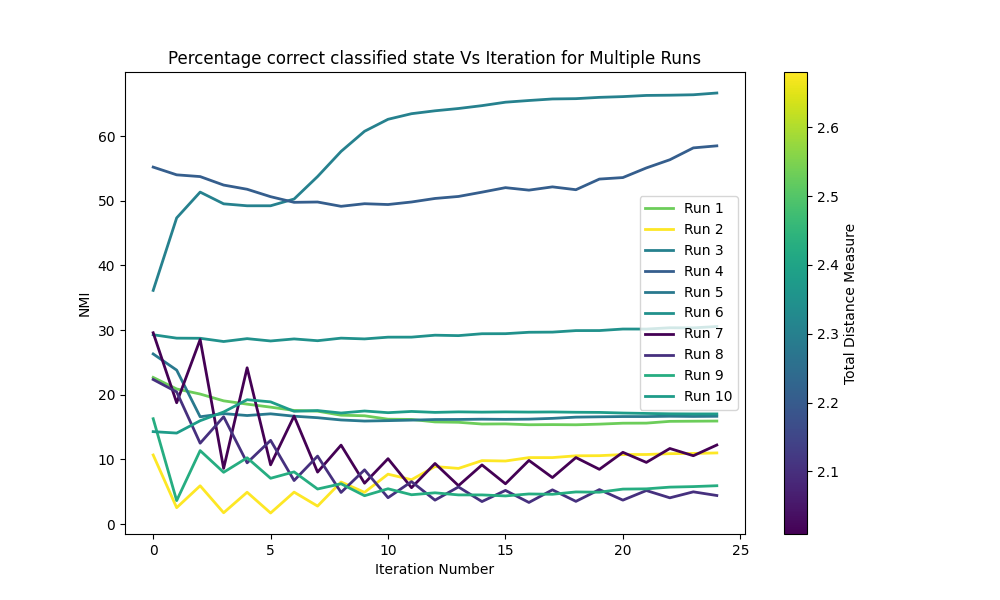 Percentage correct classified state Vs Iteration for Multiple Runs
NMI
60
50
40
30
20
10
0
0 5 10 15 20 25
Iteration Number
Run 1
Run 2
Run 3
Run 4
Run 5
Run 6
Run 7
Run 8
Run 9
Run 10
2.6
2.5
2.4
2.3
2.2
2.1
Total Distance Measure